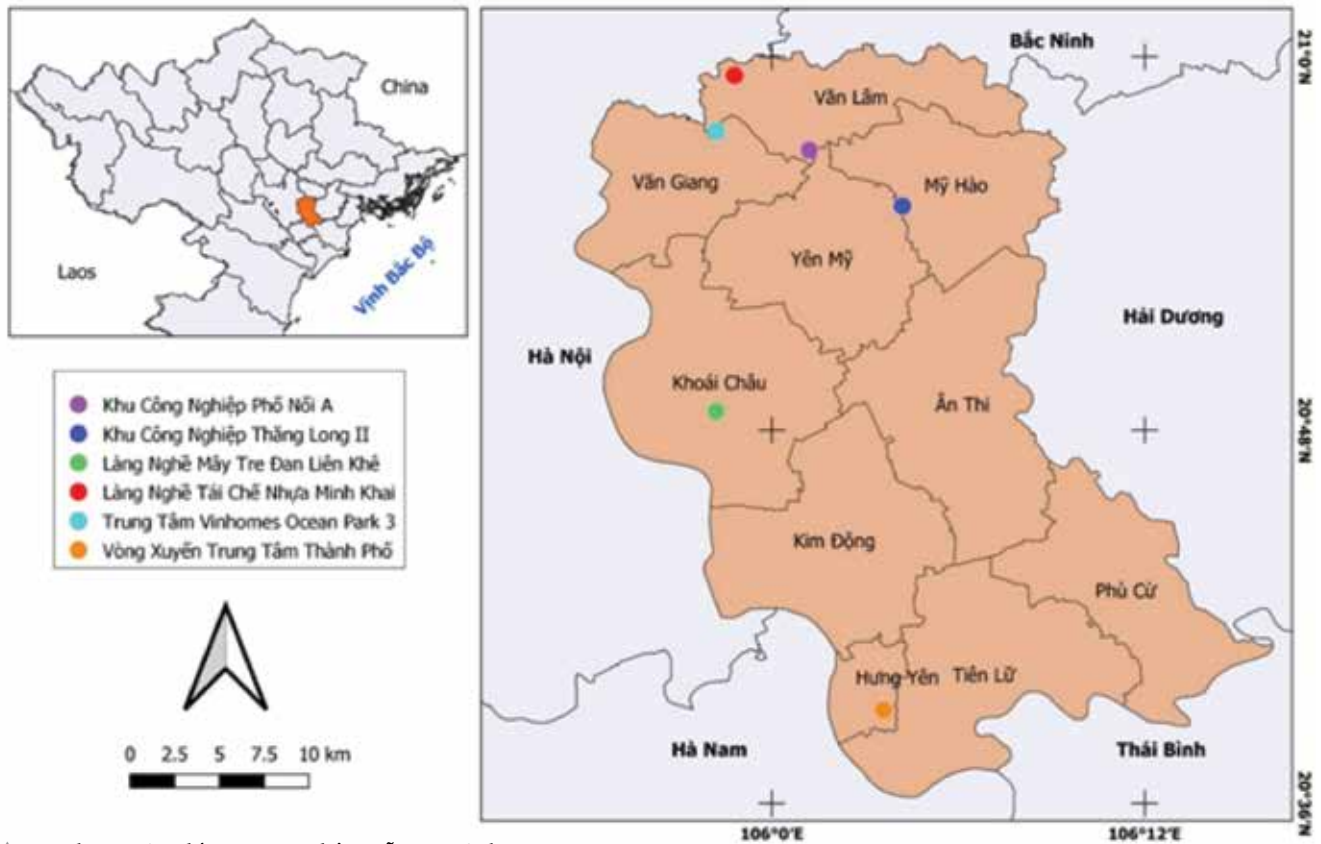 China
Laos
Vịnh Bắc Bộ
Khu Công Nghiệp Phố Nối A
Khu Công Nghiệp Thăng Long II
Làng Nghề Mây Tre Đan Liên Khê
Làng Nghề Tái Chế Nhựa Minh Khai
Trung Tâm Vinhomes Ocean Park 3
Vòng Xuyến Trung Tâm Thành Phố
0 2.5 5 7.5 10 km
Bắc Ninh
Văn Lâm
Văn Giang
Mỹ Hào
Yên Mỹ
Hải Dương
Hà Nội
Khoái Châu
Ân Thi
Kim Động
Phù Cừ
Hưng Yên
Tiên Lữ
Hà Nam
Thái Bình
21°0'N
20°48'N
20°36'N
106°0'E
106°12'E